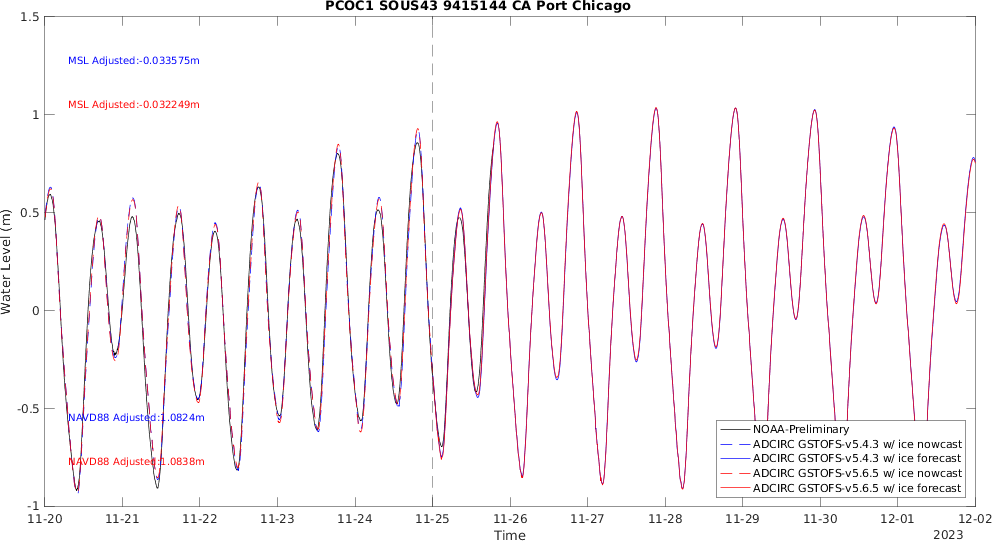 PCOC1 SOUS43 9415144 CA Port Chicago
1.5
MSL Adjusted:-0.033575m
MSL Adjusted:-0.032249m
1
0.5
Water Level (m)
0
-0.5
NAVD88 Adjusted:1.0824m
NAVD88 Adjusted:1.0838m
-1
NOAA-Preliminary
ADCIRC GSTOFS-v5.4.3 w/ ice nowcast
ADCIRC GSTOFS-v5.4.3 w/ ice forecast
ADCIRC GSTOFS-v5.6.5 w/ ice nowcast
ADCIRC GSTOFS-v5.6.5 w/ ice forecast
11-20 11-21 11-22 11-23 11-24 11-25 11-26 11-27 11-28 11-29 11-30 12-01 12-02
Time
2023